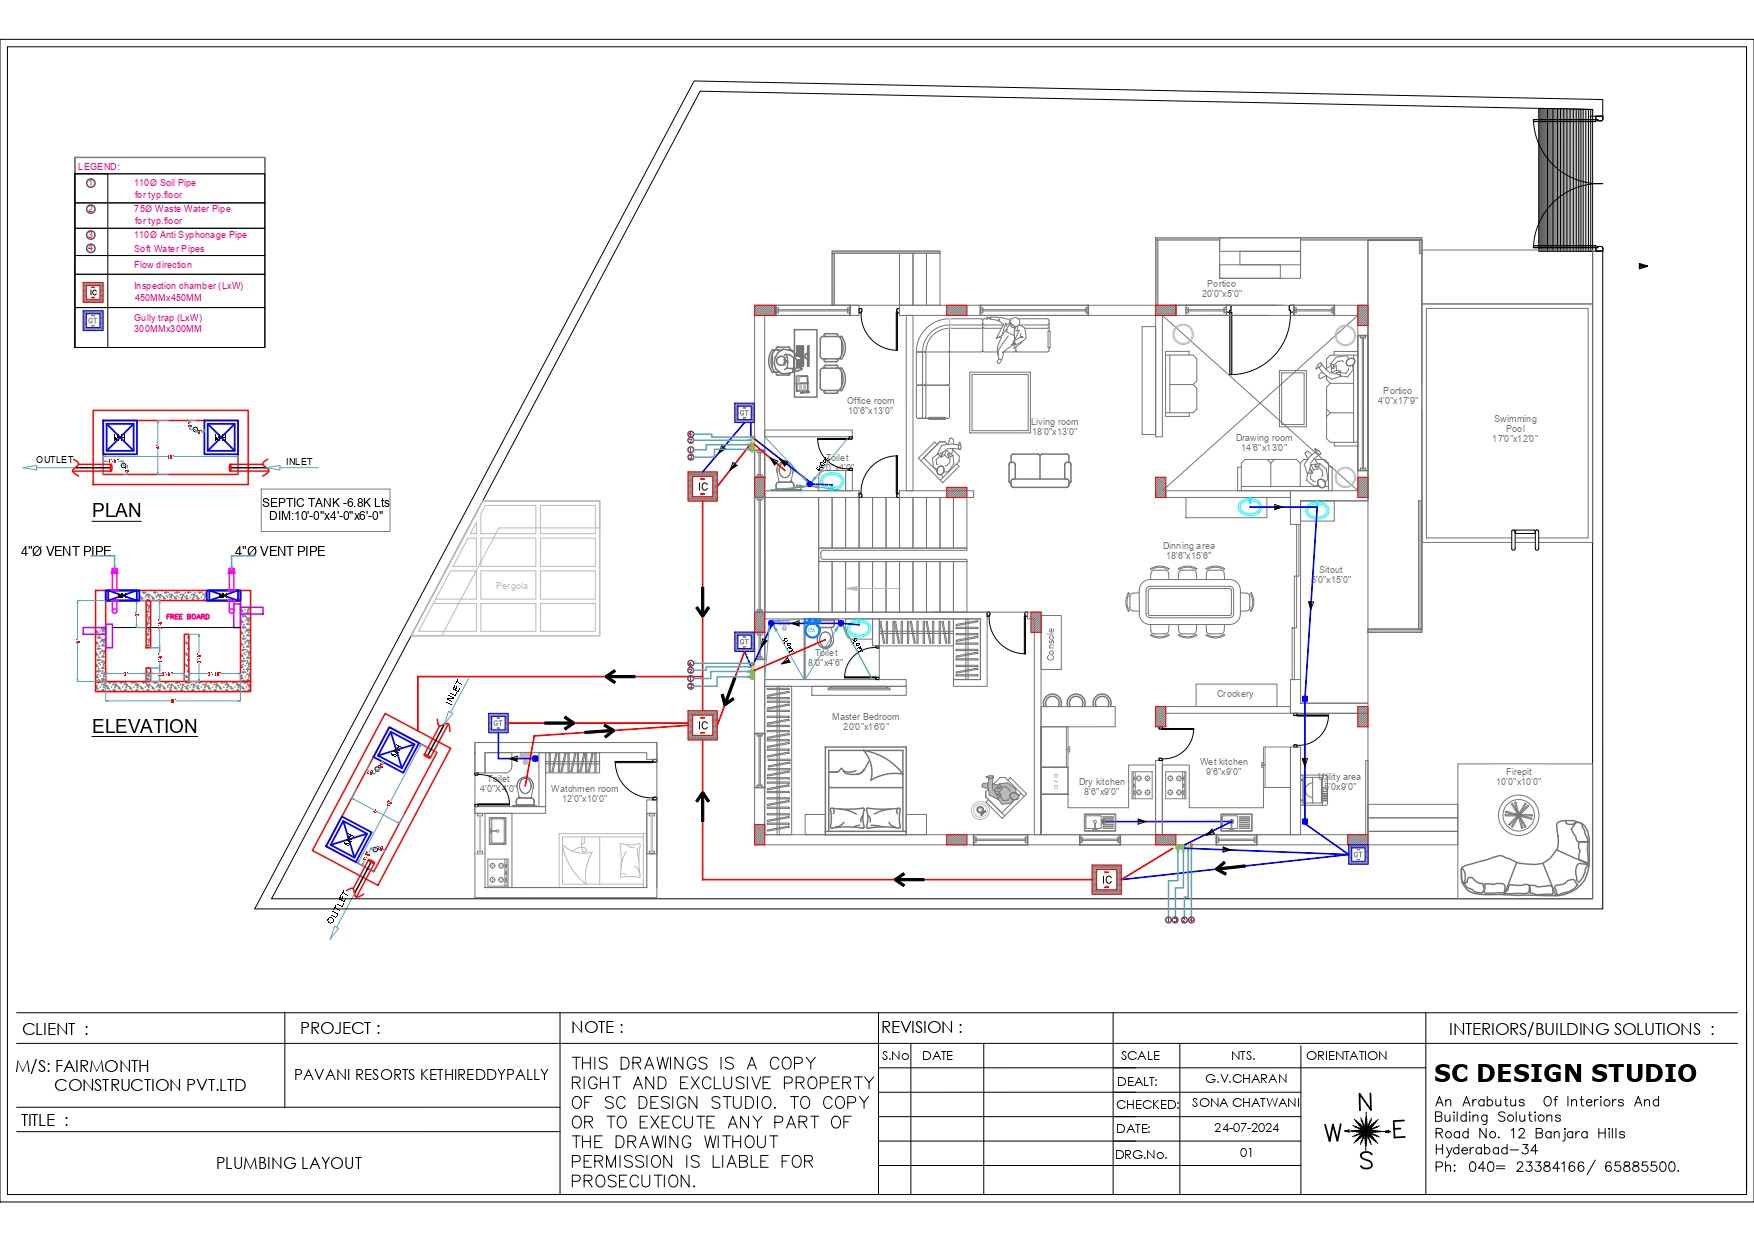 LEGEND:
1 110Ø Soil Pipe
for typ.floor
2 75Ø Waste Water Pipe
for typ.floor
3 110Ø Anti Syphonage Pipe
4 Soft Water Pipes
Flow direction
IC Inspection chamber (LxW)
450MMx450MM
GT Gully trap (LxW)
300MMx300MM
OUTLET
INLET
PLAN
SEPTIC TANK -6.8K Lts
DIM:10'-0"x4'-0"x6'-0"
4"Ø VENT PIPE
4"Ø VENT PIPE
FREE BOARD
ELEVATION
INLET
OUTLET
Pergola
GT
IC
GT
IC
GT
IC
GT
Portico
20'0"x5'0"
Office room
10'6"x13'0"
Living room
18'0"x13'0"
Drawing room
14'6"x13'0"
Portico
4'0"x17'9"
Swimming
Pool
17'0"x12'0"
Toilet
Dinning area
18'6"x15'6"
Sitout
Console
Toilet
8'0"x4'6"
Crockery
Master Bedroom
20'0"x16'0"
Toilet
4'0"X4'0"
Watchmen room
12'0"x10'0"
Dry kitchen
8'6"x9'0"
Wet kitchen
9'6"x9'0"
Utility area
Firepit
10'0"x10'0"
CLIENT :
M/S: FAIRMONTH
CONSTRUCTION PVT.LTD
PROJECT :
PAVANI RESORTS KETHIREDDYPALLY
TITLE :
PLUMBING LAYOUT
NOTE :
THIS DRAWINGS IS A COPY
RIGHT AND EXCLUSIVE PROPERTY
OF SC DESIGN STUDIO. TO COPY
OR TO EXECUTE ANY PART OF
THE DRAWING WITHOUT
PERMISSION IS LIABLE FOR
PROSECUTION.
REVISION :
S.No DATE
SCALE NTS.
DEALT: G.V.CHARAN
CHECKED: SONA CHATWANI
DATE: 24-07-2024
DRG.No. 01
ORIENTATION
N
W E
S
INTERIORS/BUILDING SOLUTIONS :
SC DESIGN STUDIO
An Arabutus Of Interiors And
Building Solutions
Road No. 12 Banjara Hills
Hyderabad-34
Ph: 040= 23384166/ 65885500.